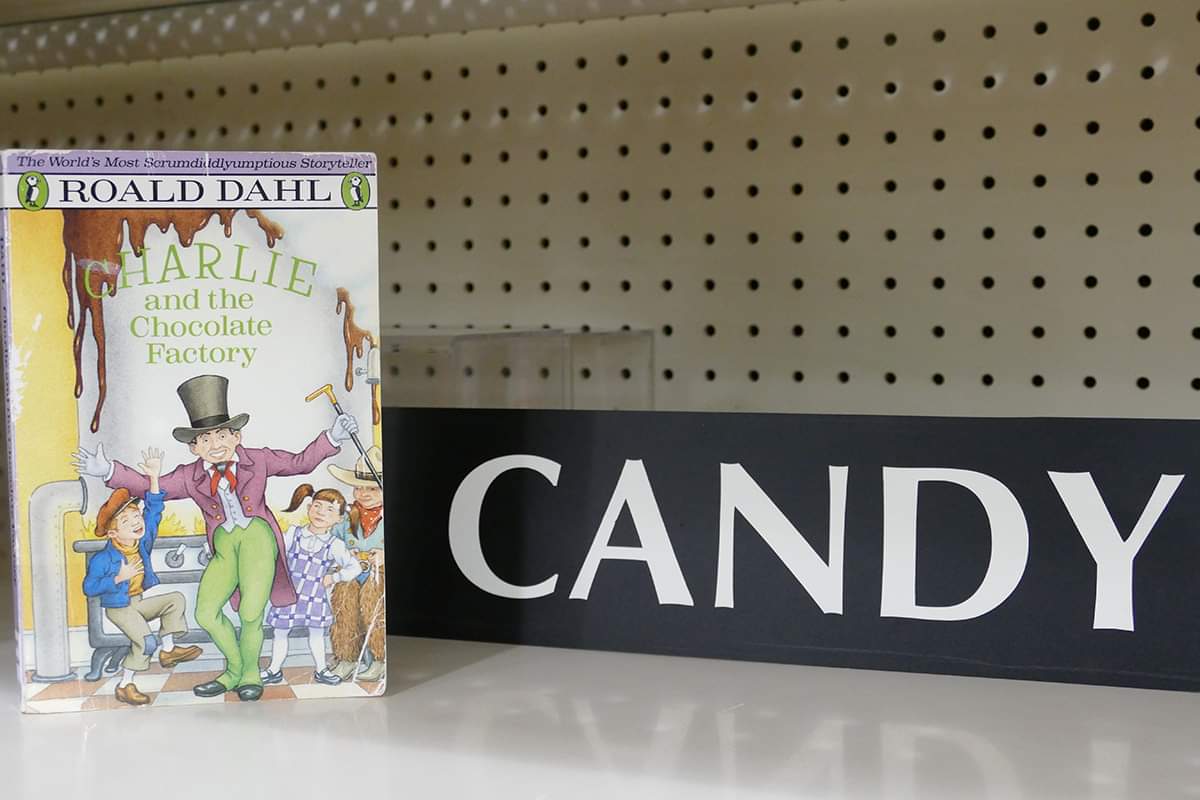 The World's Most Scrumdiddlyumptious Storyteller
ROALD DAHL
CHARLIE
and the
Chocolate
Factory
CANDY